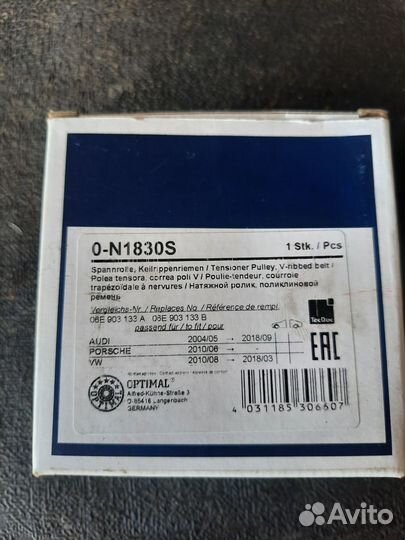 0-N1830S 1 Stk. / Pcs
Spannrolle, Keilrippenriemen / Tensioner Pulley, V-ribbed belt /
Polea tensora, correa poli V / Poulie-tendeur, courroie
trapézoïdale à nervures / Натяжной ролик, поликлиновой
ремень
Vergleichs-Nr. / Replaces No. / Référence de rempl.
06E 903 133 A 06E 903 133 B
passend für / to fit / pour
TecDoc
AUDI 2004/05 → 2018/09
PORSCHE 2010/06 →
VW 2010/08 → 2018/03
EAC
OPTIMAL
OPTIMAL®
Alfred-Kühne-Straße 3
D-85416 Langenbach
GERMANY
4 031185 306607
Avito